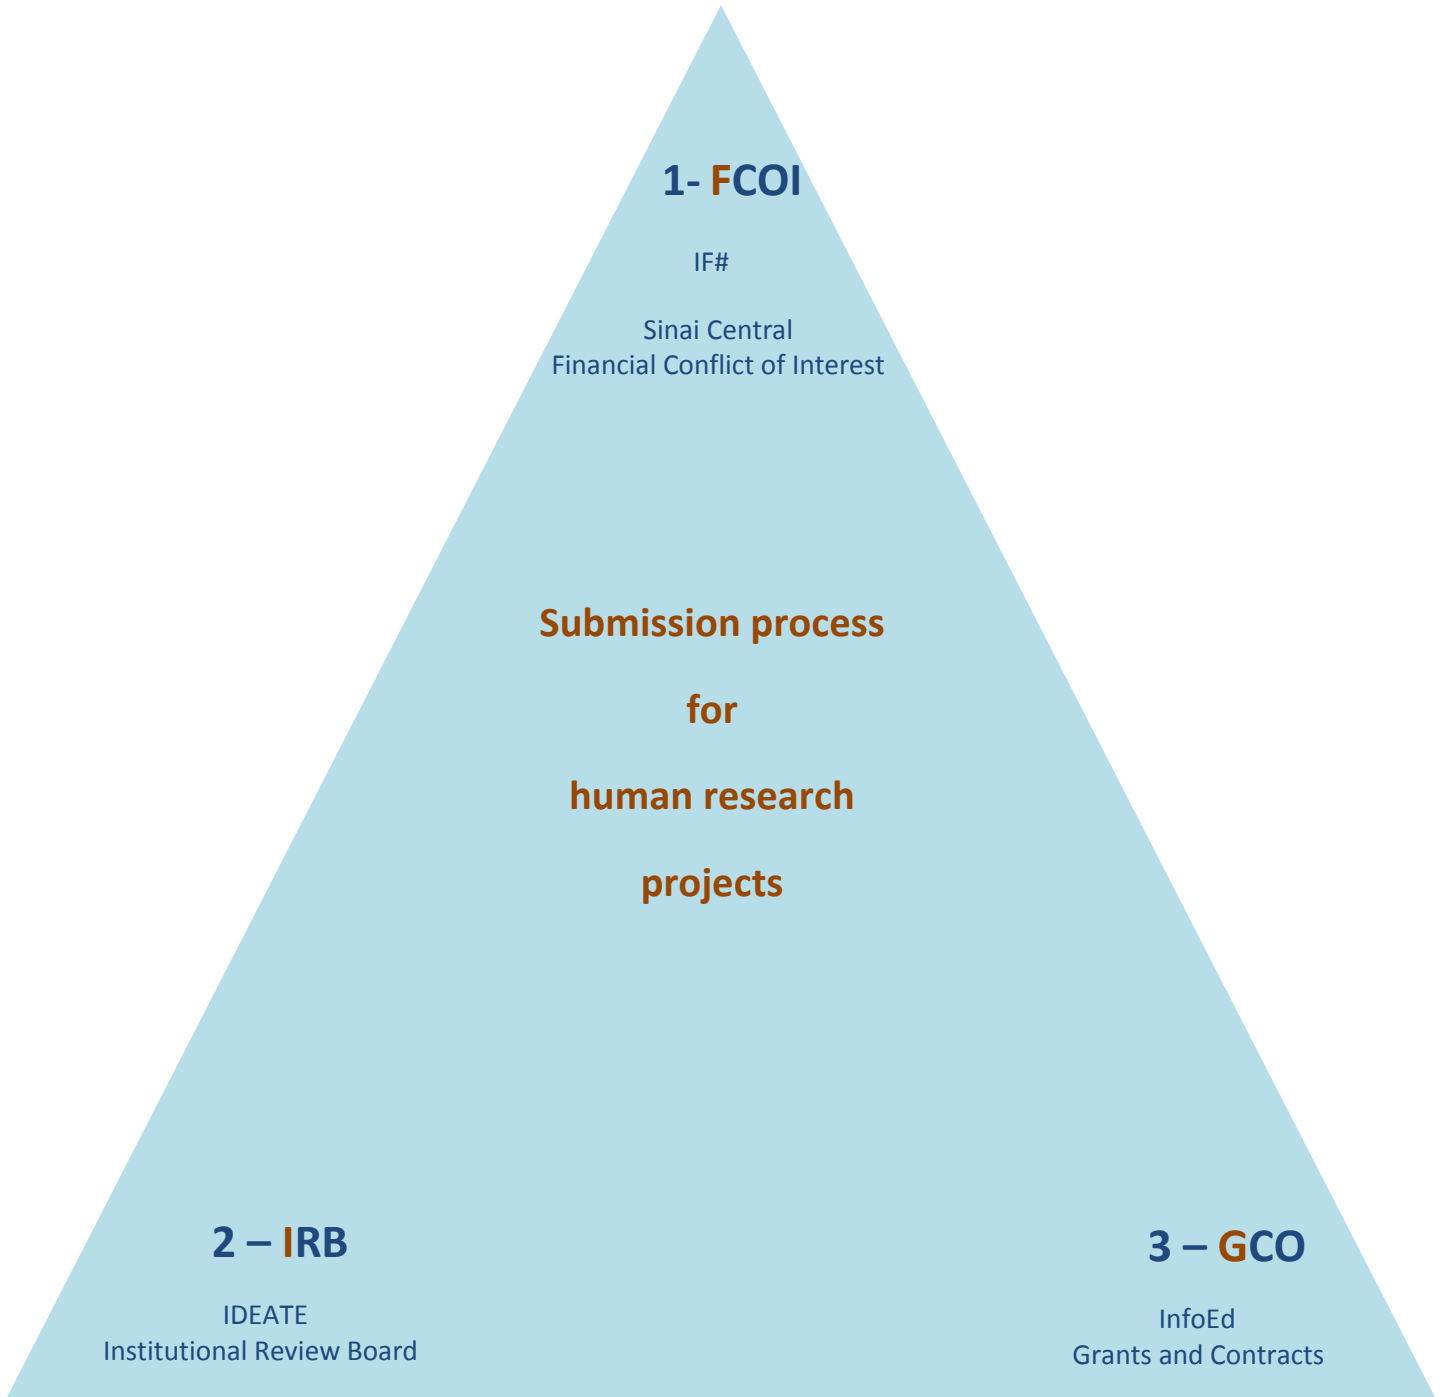 1- FCOI
IF#
Sinai Central
Financial Conflict of Interest
Submission process
for
human research
projects
2 – IRB
IDEATE
Institutional Review Board
3 – GCO
InfoEd
Grants and Contracts